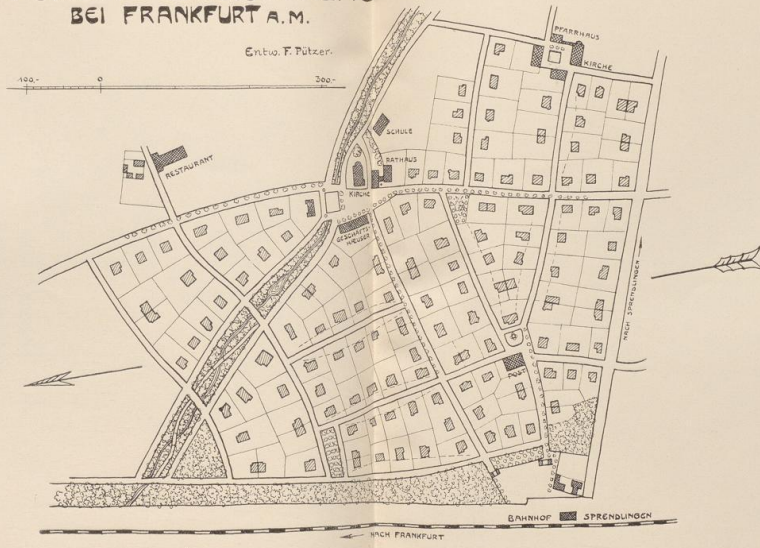 BEI FRANKFURT A. M.
Entw. F. Pützer.
100,-
0
300,-
PFARRHAUS
KIRCHE
SCHULE
RATHAUS
RESTAURANT
KIRCHE
GESCHÄFTS-
HÄUSER
NACH SPRENDLINGEN
POST
BAHNHOF SPRENDLINGEN
NACH FRANKFURT